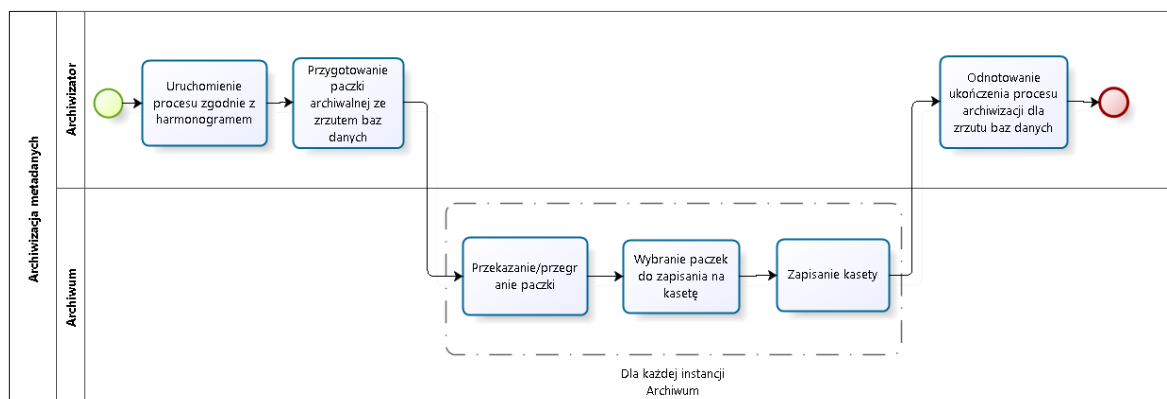 Archiwizacja metadanych
Archiwizator
Uruchomienie
procesu zgodnie z
harmonogramem
Przygotowanie
paczki
archiwalnej ze
zrzutem baz
danych
Odnotowanie
ukończenia procesu
archiwizacji dla
zrzutu baz danych
Archiwum
Przekazanie/przegr
anie paczki
Wybranie paczek
do zapisania na
kasetę
Zapisanie kasety
Dla każdej instancji
Archiwum